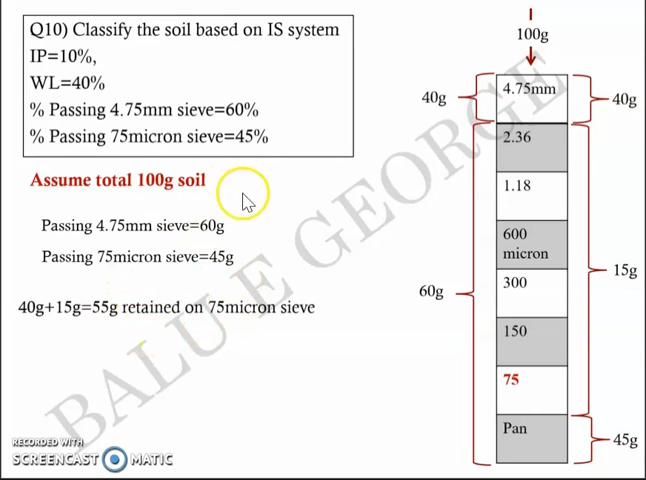 Q10) Classify the soil based on IS system
IP=10%,
WL=40%
% Passing 4.75mm sieve=60%
% Passing 75micron sieve=45%
Assume total 100g soil
Passing 4.75mm sieve=60g
Passing 75micron sieve=45g
40g+15g=55g retained on 75micron sieve
100g
40g
4.75mm
40g
2.36
1.18
600
micron
15g
60g
300
150
75
Pan
45g
BALU E GEORGE
RECORDED WITH
SCREENCAST MATIC